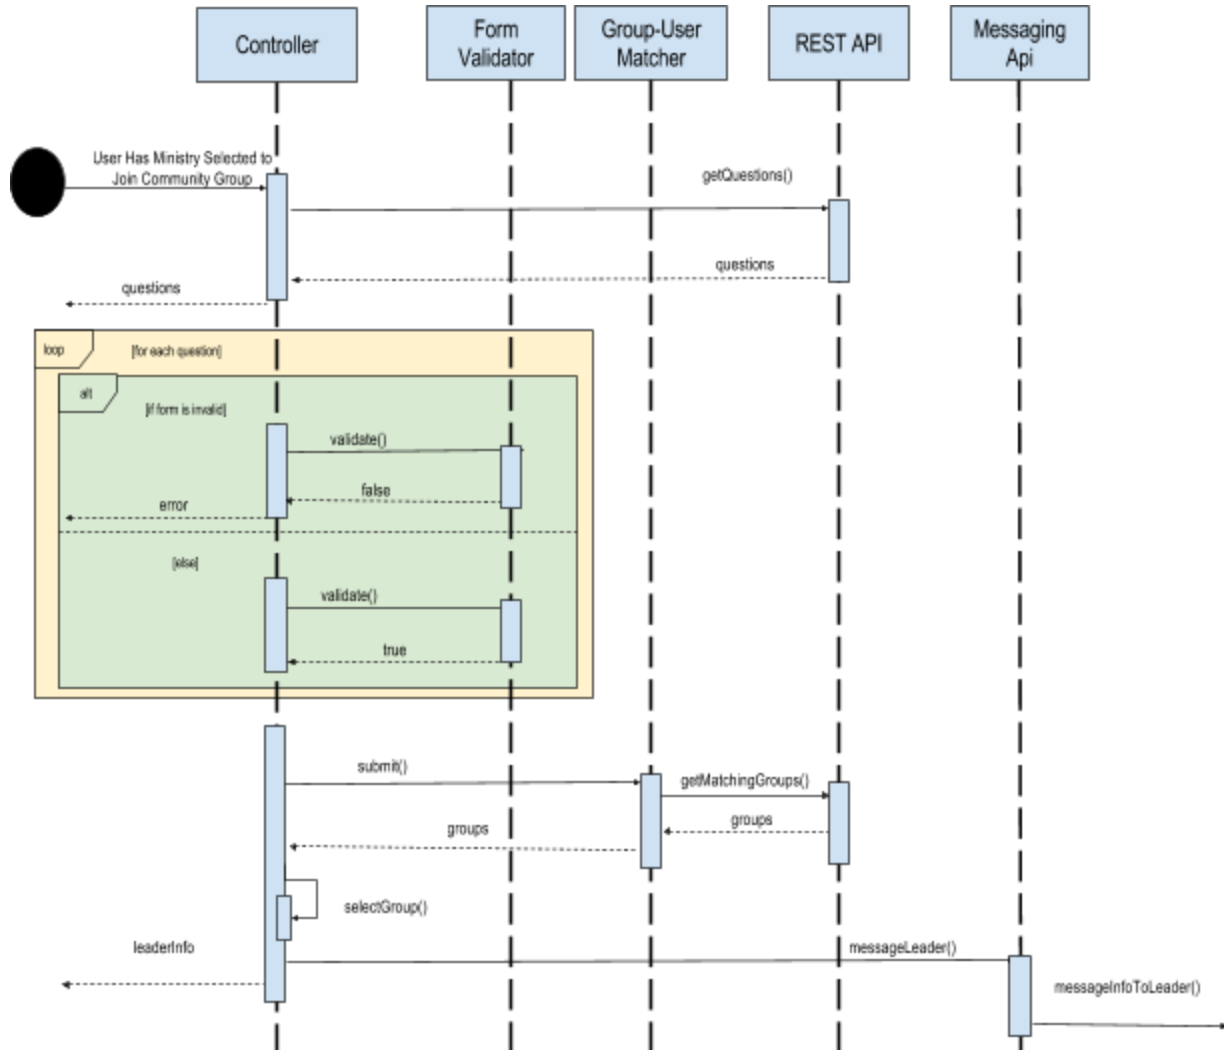 Controller
Form
Validator
Group-User
Matcher
REST API
Messaging
Api
User Has Ministry Selected to
Join Community Group
getQuestions()
questions
questions
loop
[for each question]
alt
[if form is invalid]
validate()
false
error
[else]
validate()
true
submit()
getMatchingGroups()
groups
groups
selectGroup()
leaderInfo
messageLeader()
messageInfoToLeader()